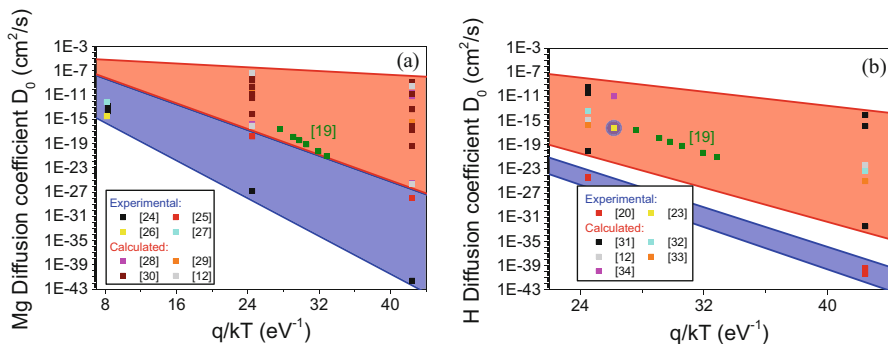 (a)
Mg Diffusion coefficient D₀ (cm²/s)
1E-3
1E-7
1E-11
1E-15
1E-19
1E-23
1E-27
1E-31
1E-35
1E-39
1E-43
[19]
Experimental:
[24] [25]
[26] [27]
Calculated:
[28] [29]
[30] [12]
8 16 24 32 40
q/kT (eV⁻¹)
(b)
H Diffusion coefficient D₀ (cm²/s)
1E-3
1E-7
1E-11
1E-15
1E-19
1E-23
1E-27
1E-31
1E-35
1E-39
1E-43
[19]
Experimental:
[20] [23]
Calculated:
[31] [32]
[12] [33]
[34]
24 32 40
q/kT (eV⁻¹)